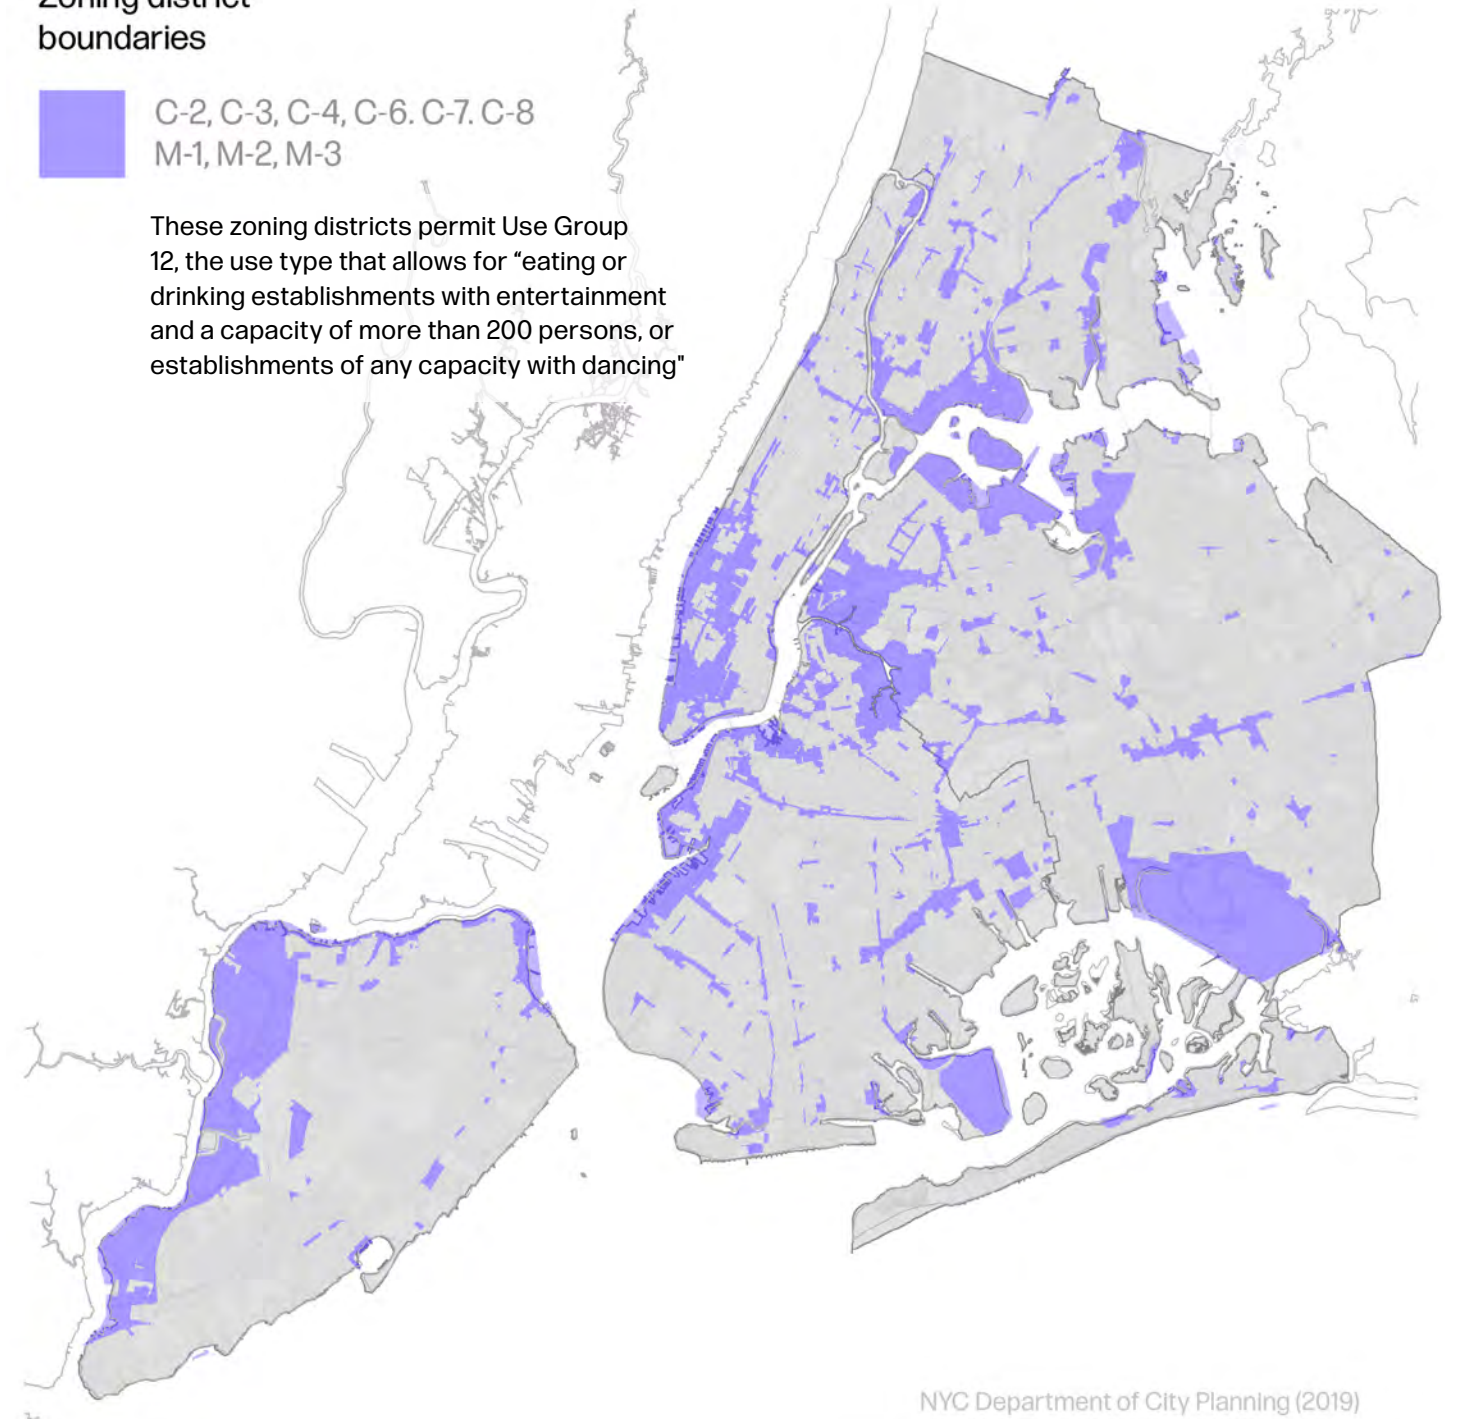 Zoning district
boundaries
C-2, C-3, C-4, C-6. C-7. C-8
M-1, M-2, M-3
These zoning districts permit Use Group
12, the use type that allows for “eating or
drinking establishments with entertainment
and a capacity of more than 200 persons, or
establishments of any capacity with dancing"
NYC Department of City Planning (2019)